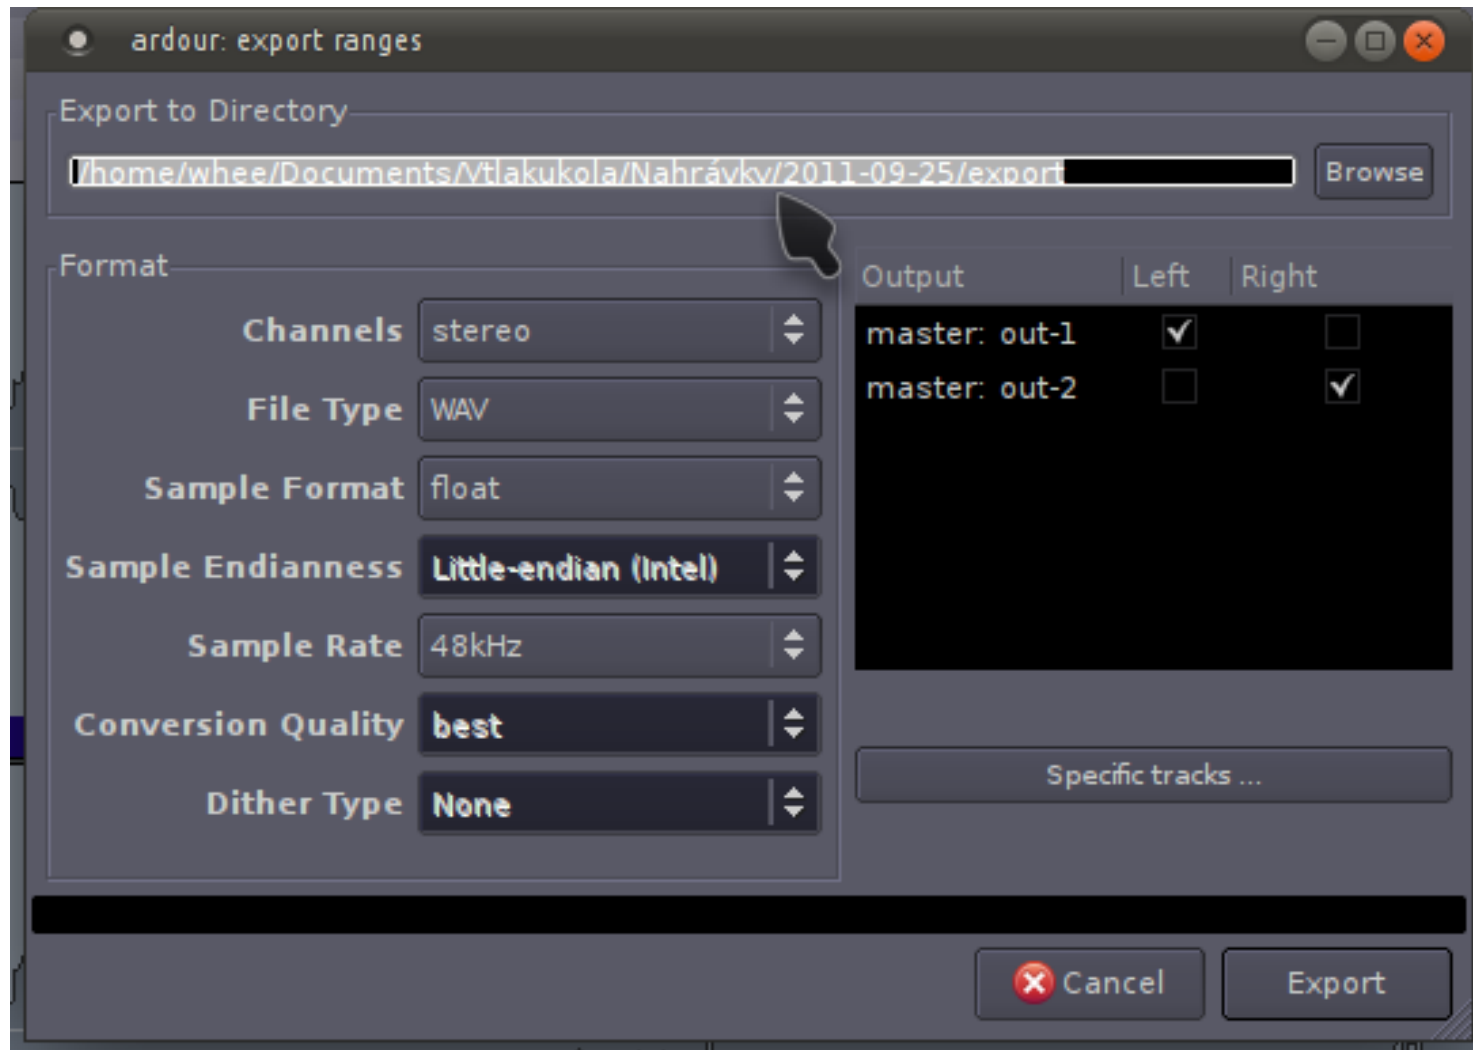 ardour: export ranges
Export to Directory
/home/whee/Documents/Vtlakukola/Nahrávky/2011-09-25/export
Browse
Format
Channels stereo
File Type WAV
Sample Format float
Sample Endianness Little-endian (Intel)
Sample Rate 48kHz
Conversion Quality best
Dither Type None
Output Left Right
master: out-1
master: out-2
Specific tracks ...
Cancel
Export